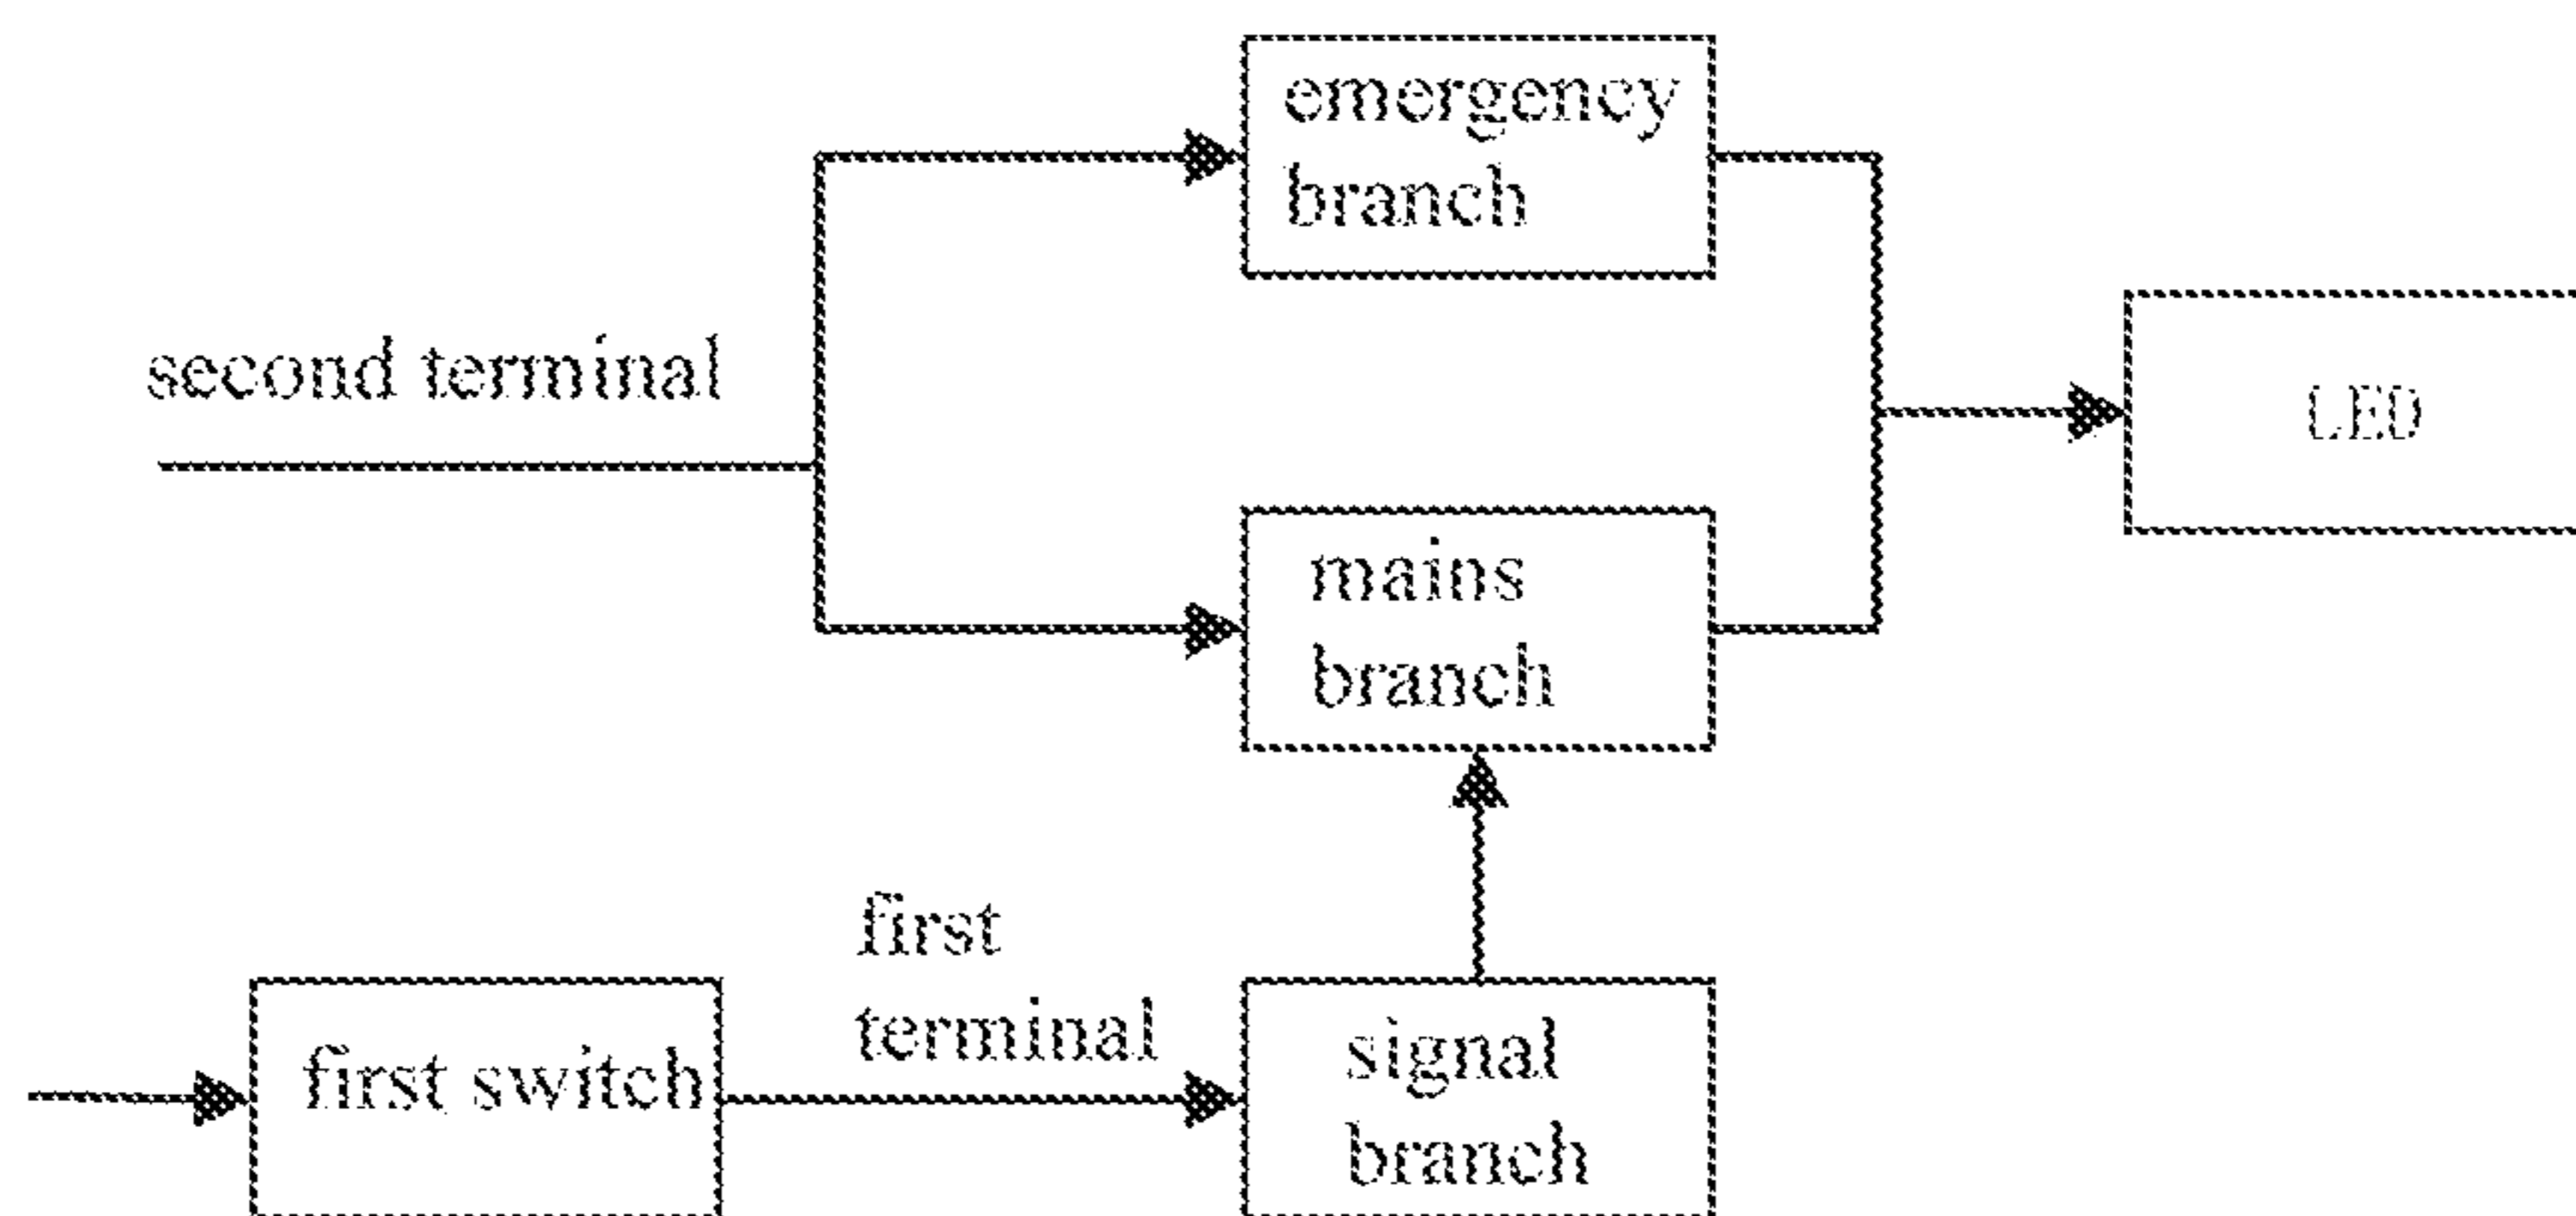 emergency
branch
second terminal
LED
mains
branch
first
terminal
first switch
signal
branch